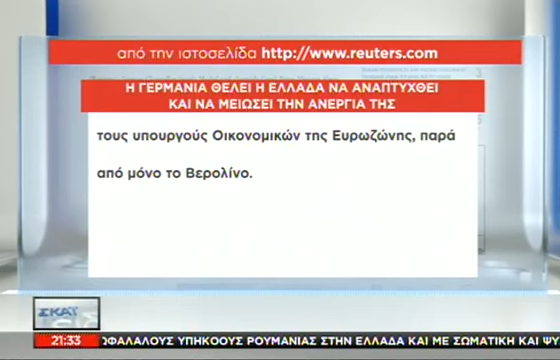 από την ιστοσελίδα http://www.reuters.com
Η ΓΕΡΜΑΝΙΑ ΘΕΛΕΙ Η ΕΛΛΑΔΑ ΝΑ ΑΝΑΠΤΥΧΘΕΙ
ΚΑΙ ΝΑ ΜΕΙΩΣΕΙ ΤΗΝ ΑΝΕΡΓΙΑ ΤΗΣ
τους υπουργούς Οικονομικών της Ευρωζώνης, παρά
από μόνο το Βερολίνο.
ΣΚΑΪ
21:33 ΟΦΑΛΑΛΟΥΣ ΥΠΗΚΟΟΥΣ ΡΟΥΜΑΝΙΑΣ ΣΤΗΝ ΕΛΛΑΔΑ ΚΑΙ ΜΕ ΣΩΜΑΤΙΚΗ ΚΑΙ ΨΥ